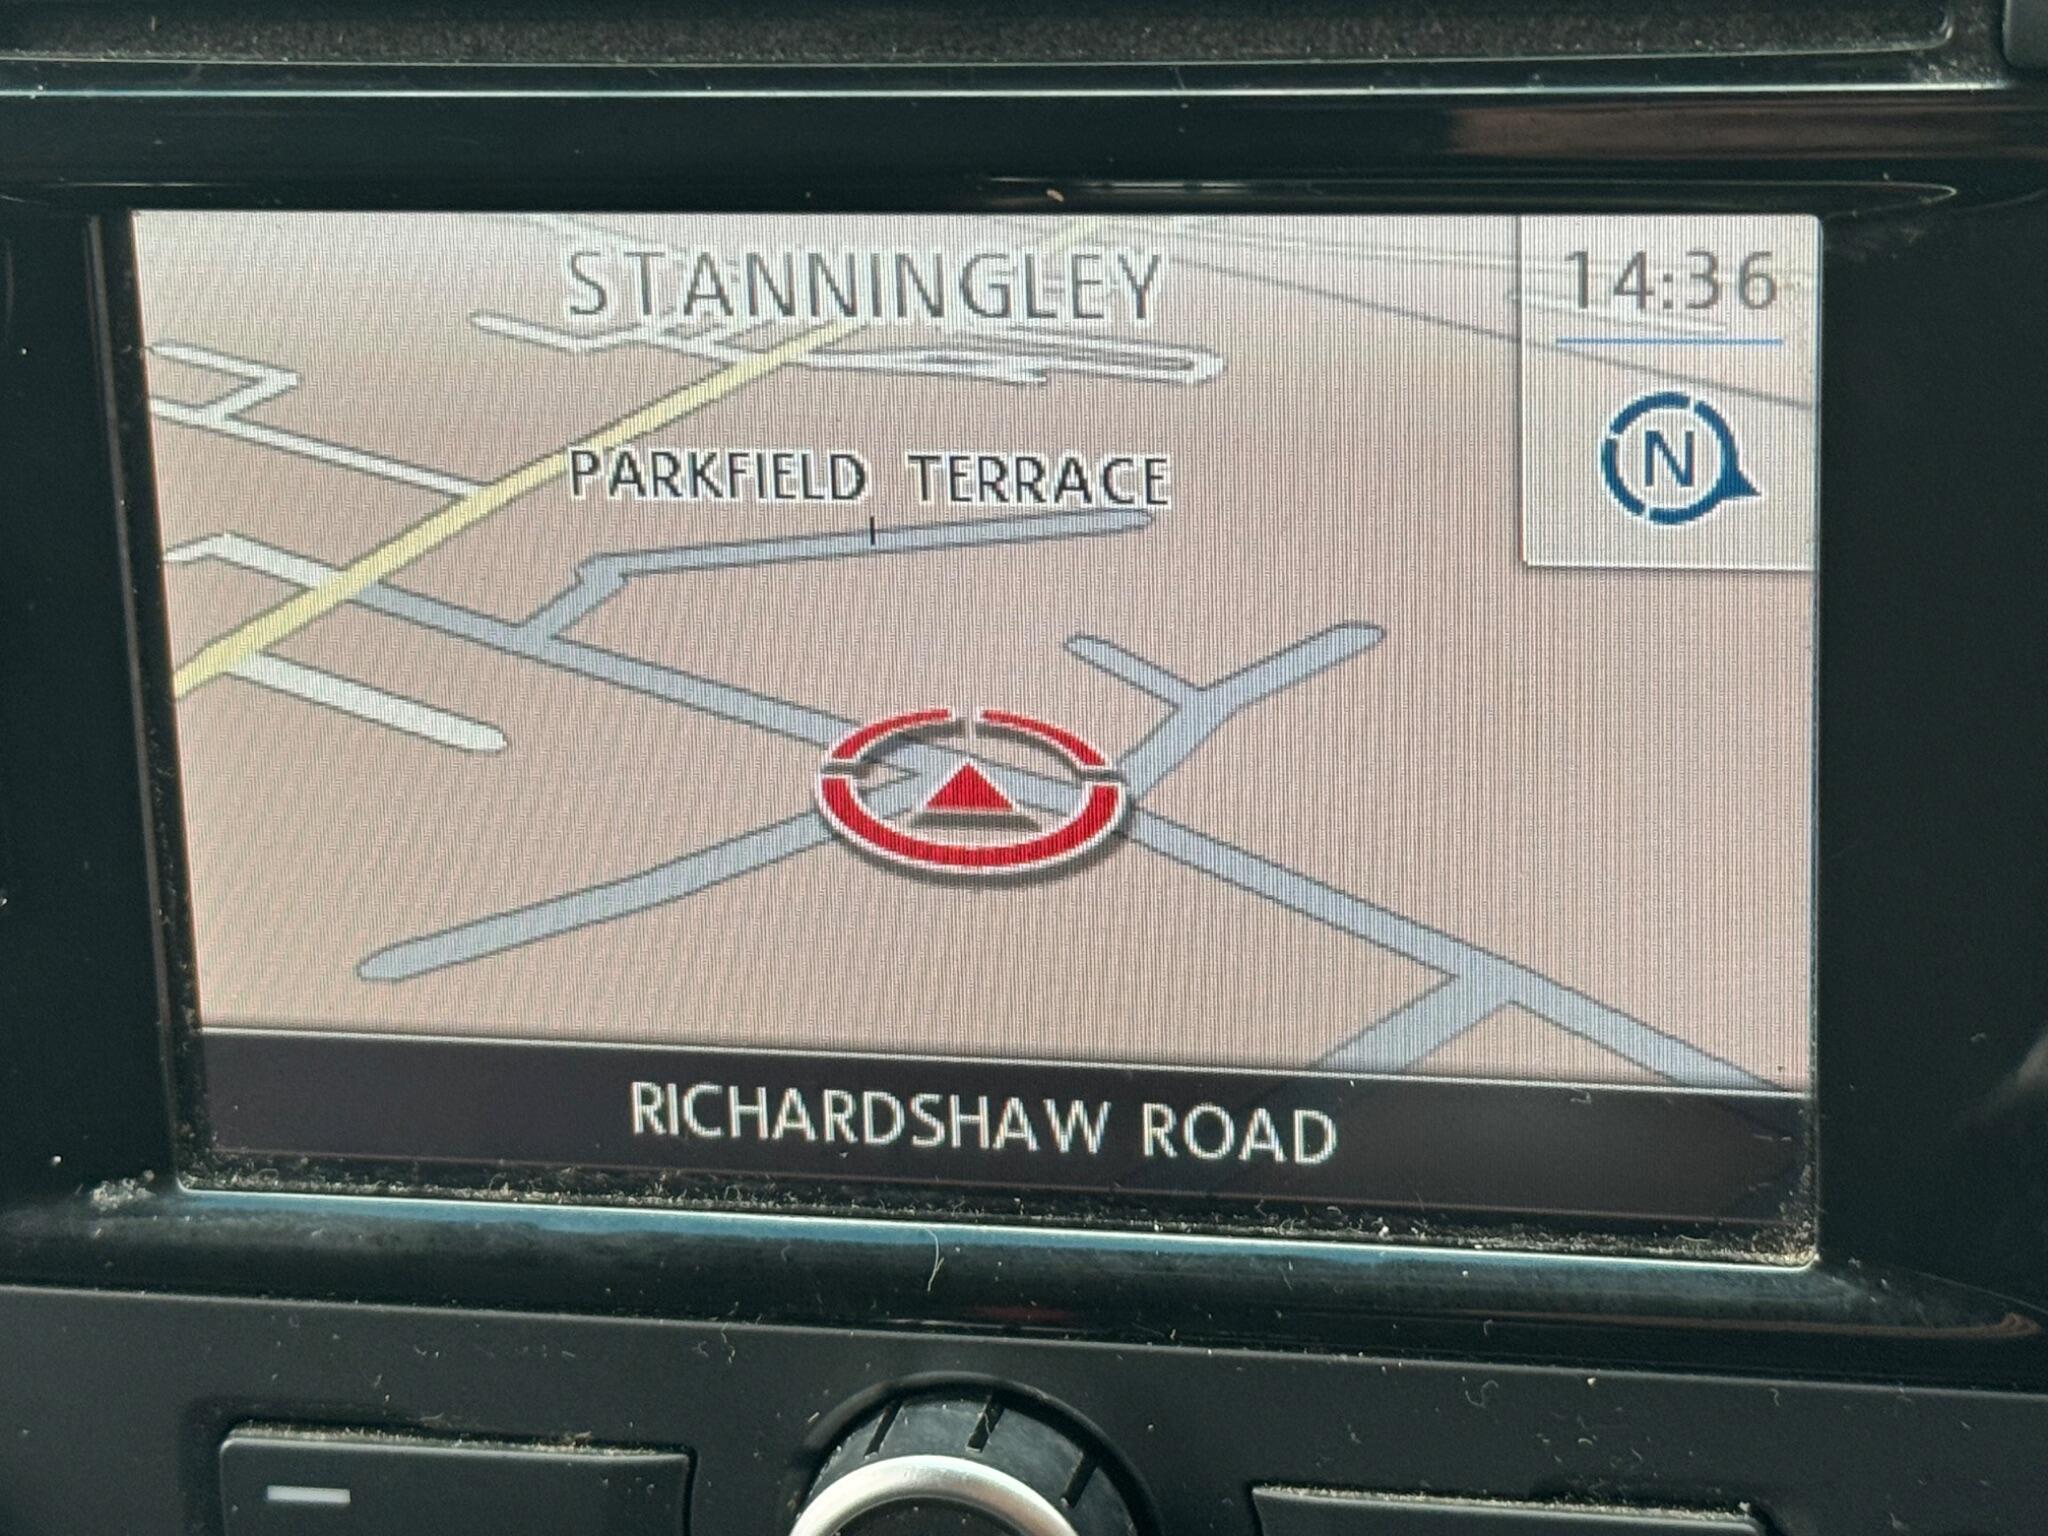 STANNINGLEY
14:36
N
PARKFIELD TERRACE
RICHARDSHAW ROAD